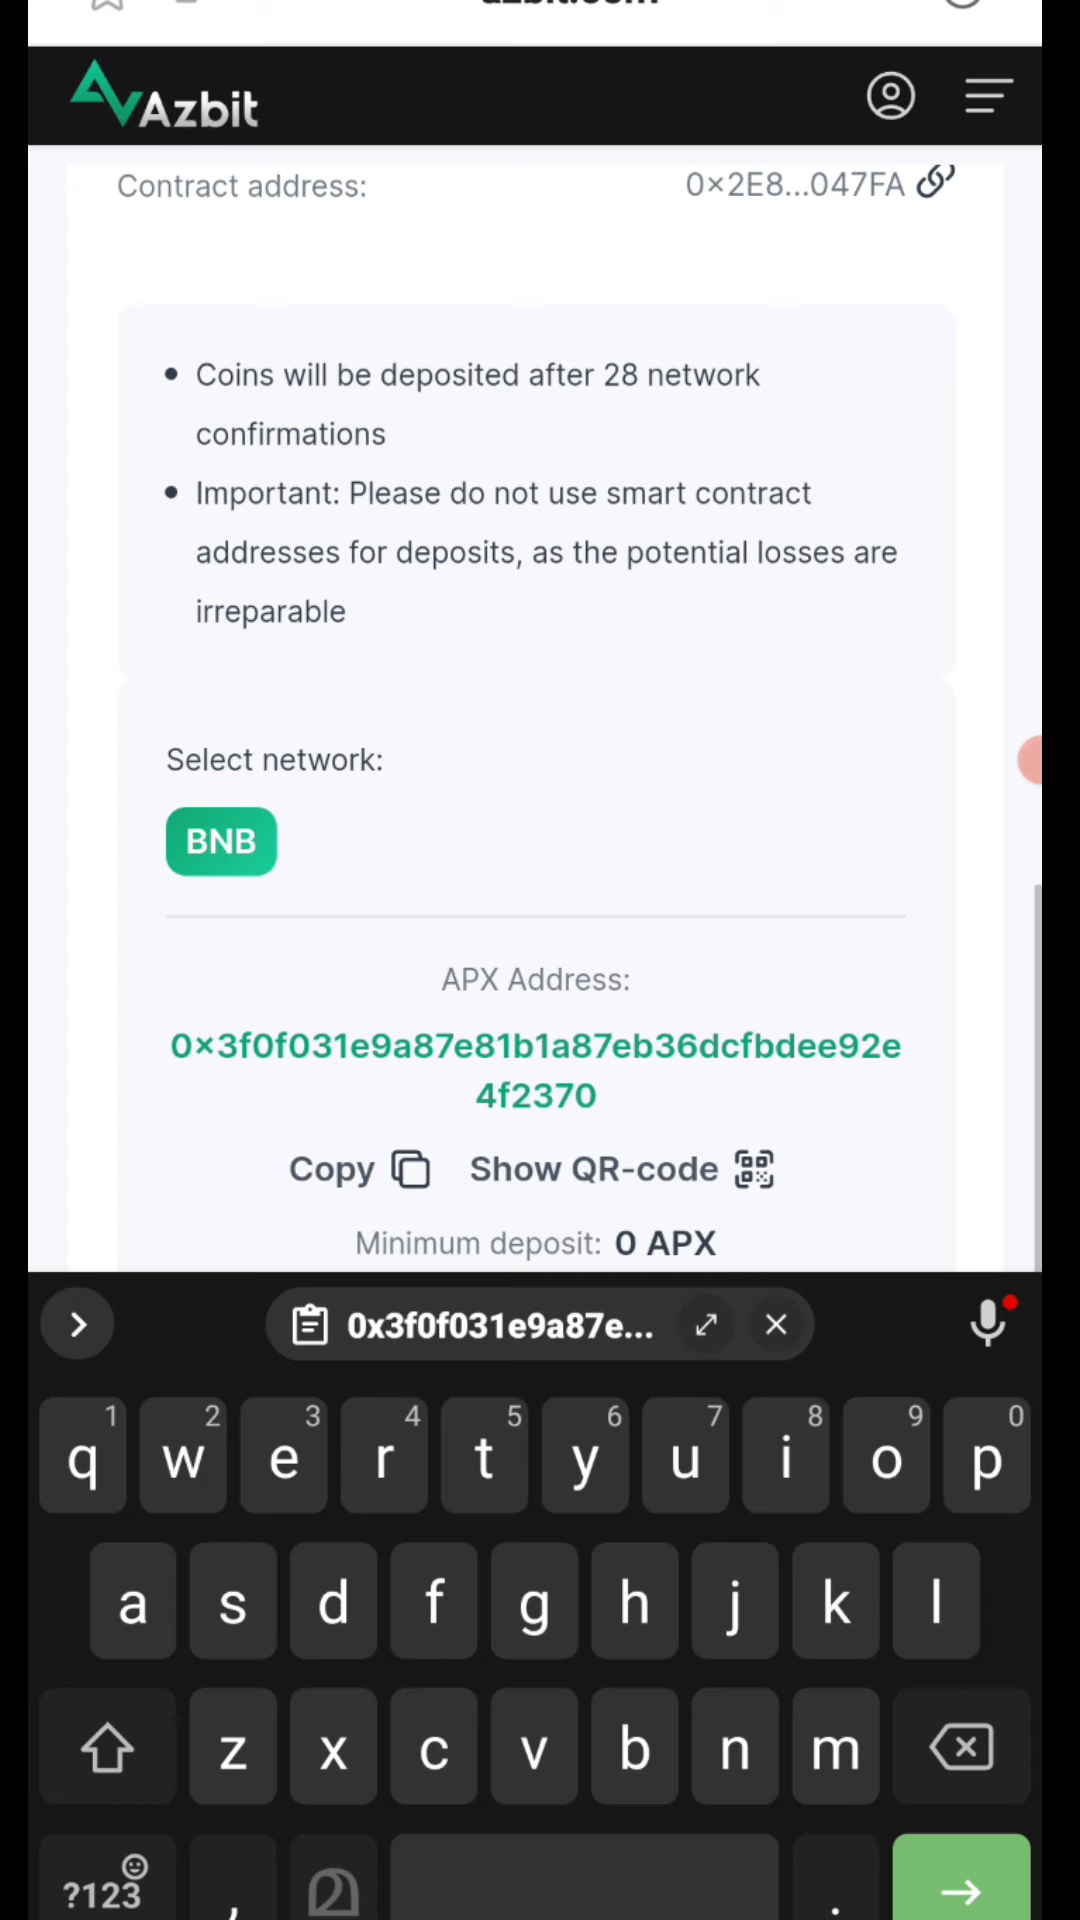 Azbit
Contract address: 0×2E8...047FA
• Coins will be deposited after 28 network
confirmations
• Important: Please do not use smart contract
addresses for deposits, as the potential losses are
irreparable
Select network:
BNB
APX Address:
0×3f0f031e9a87e81b1a87eb36dcfbdee92e
4f2370
Copy Show QR-code
Minimum deposit: 0 APX
0x3f0f031e9a87e...
1 2 3 4 5 6 7 8 9 0
q w e r t y u i o p
a s d f g h j k l
z x c v b n m
?123 , .